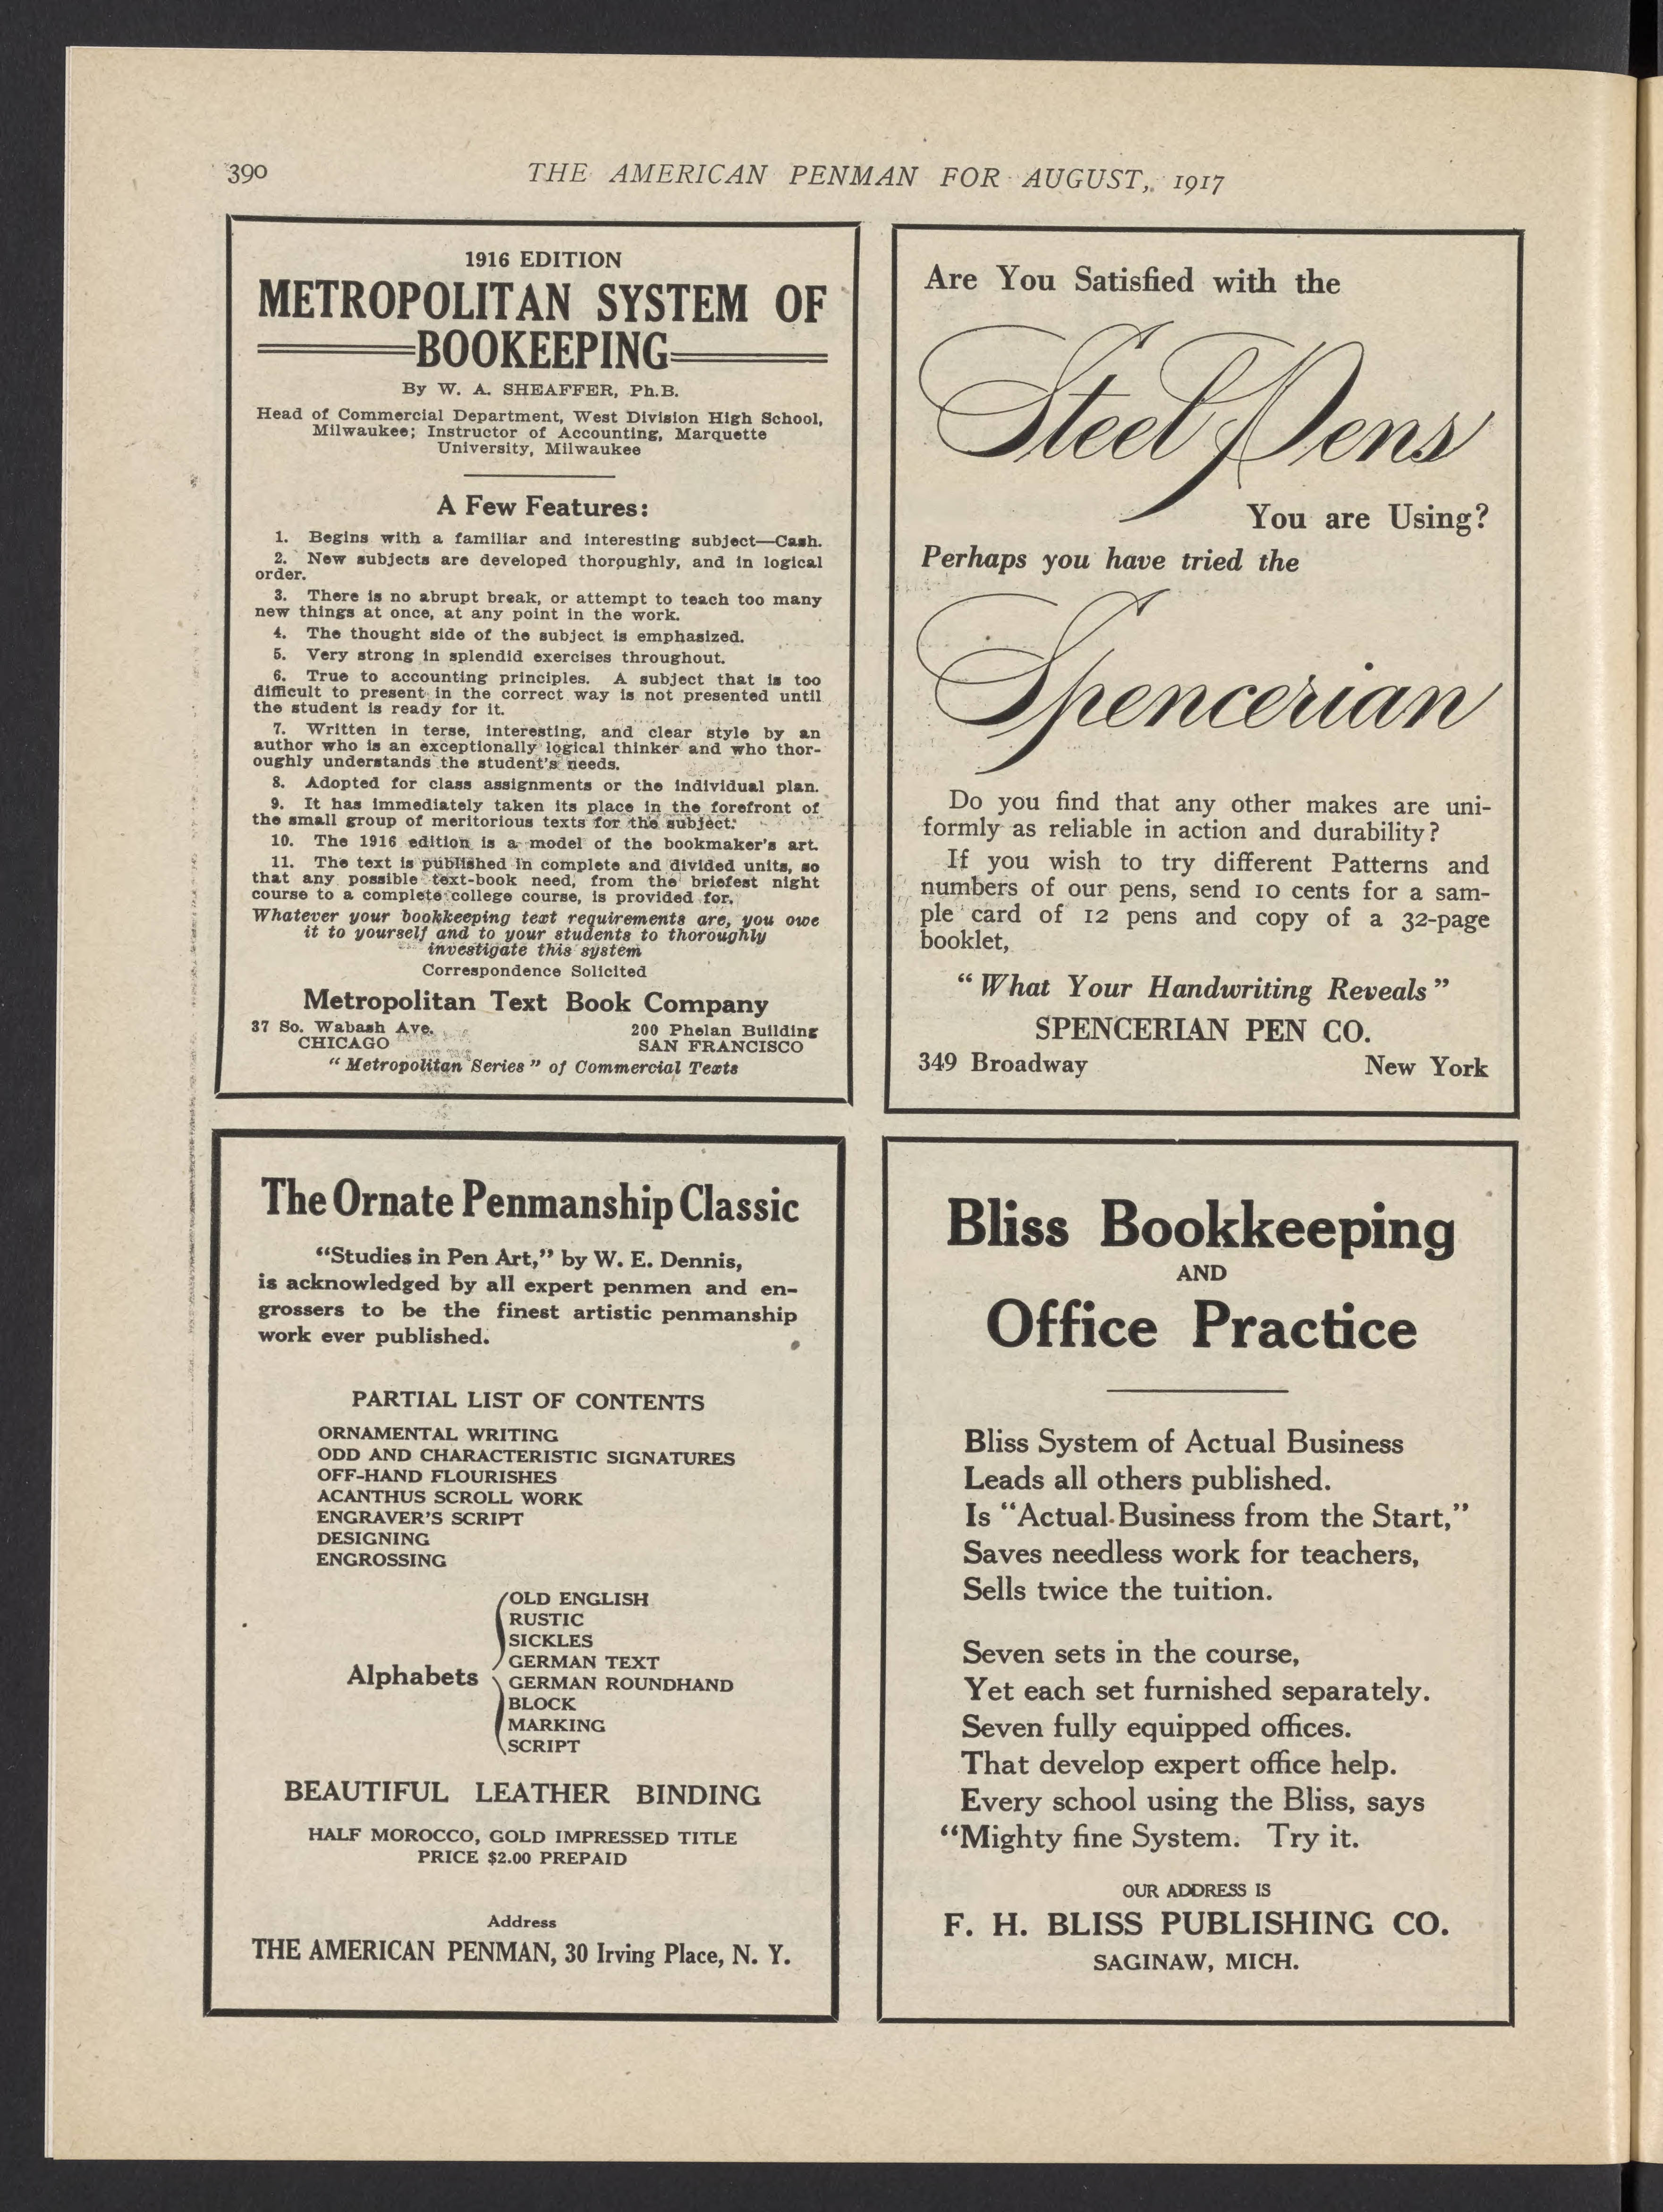 390
THE AMERICAN PENMAN FOR AUGUST, 1917
1916 EDITION
METROPOLITAN SYSTEM OF
BOOKEEPING
By W. A. SHEAFFER, Ph.B.
Head of Commercial Department, West Division High School,
Milwaukee; Instructor of Accounting, Marquette
University, Milwaukee
A Few Features:
1. Begins with a familiar and interesting subject—Cash.
2. New subjects are developed thoroughly, and in logical
order.
3. There is no abrupt break, or attempt to teach too many
new things at once, at any point in the work.
4. The thought side of the subject is emphasized.
5. Very strong in splendid exercises throughout.
6. True to accounting principles. A subject that is too
difficult to present in the correct way is not presented until
the student is ready for it.
7. Written in terse, interesting, and clear style by an
author who is an exceptionally logical thinker and who thor-
oughly understands the student's needs.
8. Adopted for class assignments or the individual plan.
9. It has immediately taken its place in the forefront of
the small group of meritorious texts for the subject.
10. The 1916 edition is a model of the bookmaker's art.
11. The text is published in complete and divided units, so
that any possible text-book need, from the briefest night
course to a complete college course, is provided for.
Whatever your bookkeeping text requirements are, you owe
it to yourself and to your students to thoroughly
investigate this system
Correspondence Solicited
Metropolitan Text Book Company
37 So. Wabash Ave. 200 Phelan Building
CHICAGO SAN FRANCISCO
"Metropolitan Series" of Commercial Texts
Are You Satisfied with the
Steel Pens
You are Using?
Perhaps you have tried the
Spencerian
Do you find that any other makes are uni-
formly as reliable in action and durability?
If you wish to try different Patterns and
numbers of our pens, send 10 cents for a sam-
ple card of 12 pens and copy of a 32-page
booklet,
"What Your Handwriting Reveals"
SPENCERIAN PEN CO.
349 Broadway New York
The Ornate Penmanship Classic
"Studies in Pen Art," by W. E. Dennis,
is acknowledged by all expert penmen and en-
grossers to be the finest artistic penmanship
work ever published.
PARTIAL LIST OF CONTENTS
ORNAMENTAL WRITING
ODD AND CHARACTERISTIC SIGNATURES
OFF-HAND FLOURISHES
ACANTHUS SCROLL WORK
ENGRAVER'S SCRIPT
DESIGNING
ENGROSSING
Alphabets
OLD ENGLISH
RUSTIC
SICKLES
GERMAN TEXT
GERMAN ROUNDHAND
BLOCK
MARKING
SCRIPT
BEAUTIFUL LEATHER BINDING
HALF MOROCCO, GOLD IMPRESSED TITLE
PRICE $2.00 PREPAID
Address
THE AMERICAN PENMAN, 30 Irving Place, N. Y.
Bliss Bookkeeping
AND
Office Practice
Bliss System of Actual Business
Leads all others published.
Is "Actual Business from the Start,"
Saves needless work for teachers,
Sells twice the tuition.
Seven sets in the course,
Yet each set furnished separately.
Seven fully equipped offices.
That develop expert office help.
Every school using the Bliss, says
"Mighty fine System. Try it.
OUR ADDRESS IS
F. H. BLISS PUBLISHING CO.
SAGINAW, MICH.